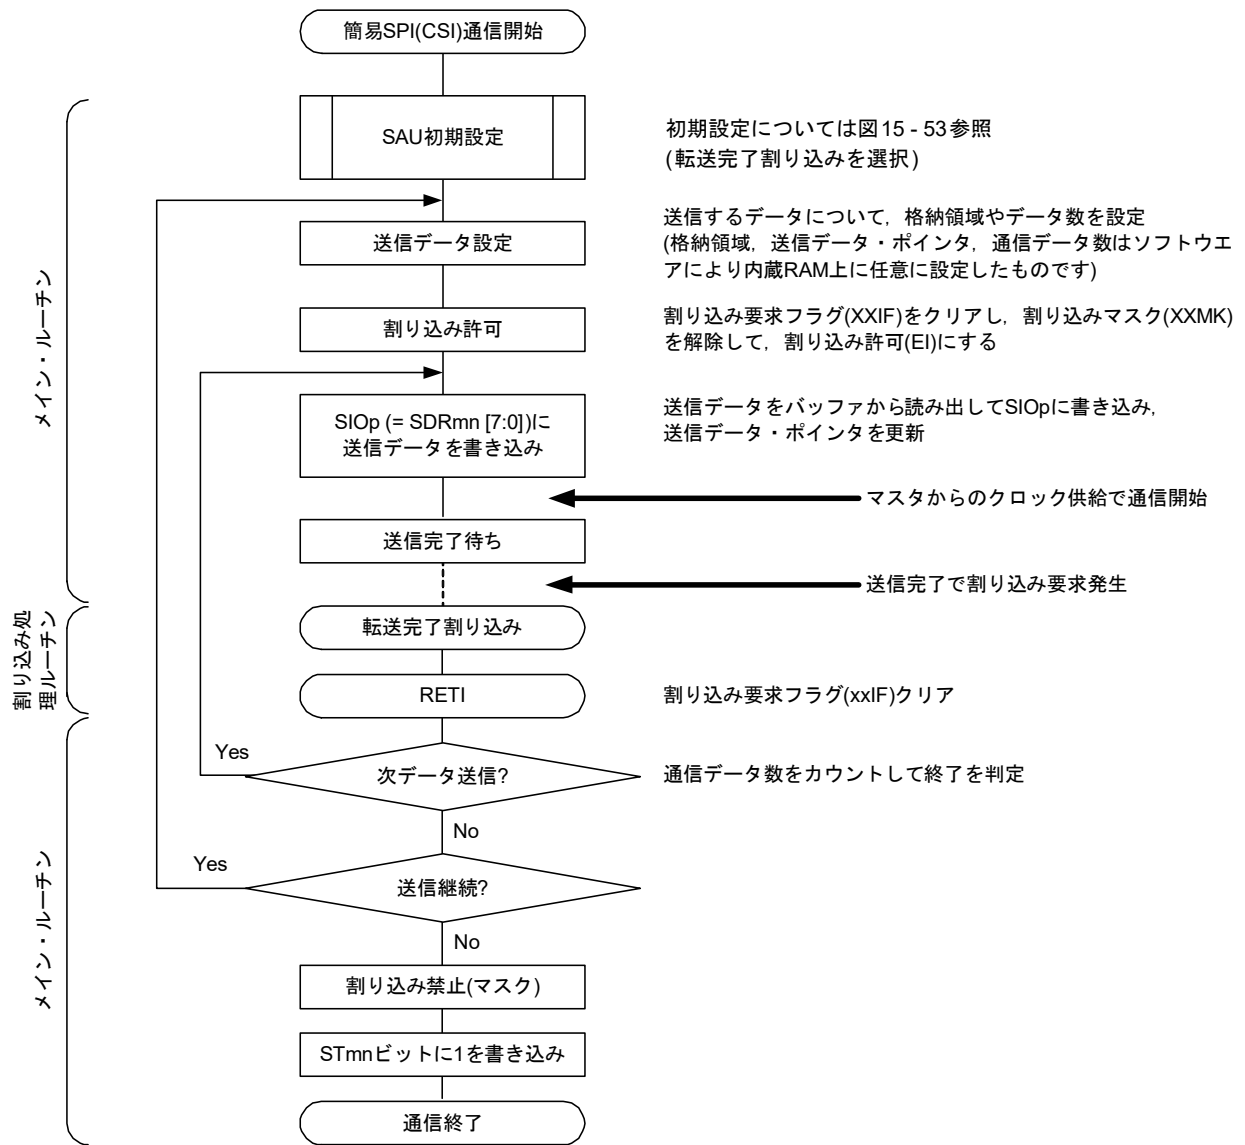 簡易SPI(CSI)通信開始
SAU初期設定
初期設定については図15 - 53参照
(転送完了割り込みを選択)
送信データ設定
送信するデータについて，格納領域やデータ数を設定
(格納領域，送信データ・ポインタ，通信データ数はソフトウエ
アにより内蔵RAM上に任意に設定したものです)
割り込み許可
割り込み要求フラグ(XXIF)をクリアし，割り込みマスク(XXMK)
を解除して，割り込み許可(EI)にする
メイン・ルーチン
SIOp (= SDRmn [7:0])に
送信データを書き込み
送信データをバッファから読み出してSIOpに書き込み，
送信データ・ポインタを更新
マスタからのクロック供給で通信開始
送信完了待ち
送信完了で割り込み要求発生
転送完了割り込み
割り込み処
理ルーチン
RETI
割り込み要求フラグ(xxIF)クリア
Yes
次データ送信?
通信データ数をカウントして終了を判定
No
Yes
送信継続?
No
メイン・ルーチン
割り込み禁止(マスク)
STmnビットに1を書き込み
通信終了